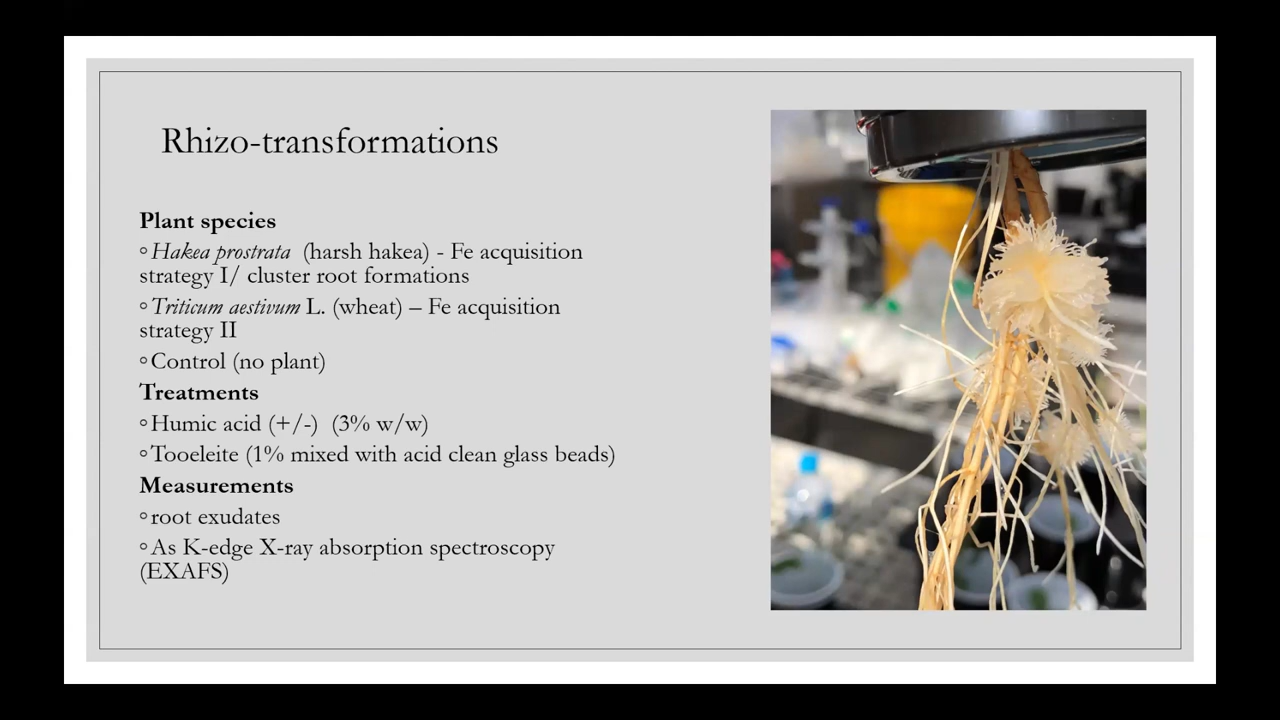 Rhizo-transformations
Plant species
◦Hakea prostrata (harsh hakea) - Fe acquisition
strategy I/ cluster root formations
◦Triticum aestivum L. (wheat) – Fe acquisition
strategy II
◦Control (no plant)
Treatments
◦Humic acid (+/-) (3% w/w)
◦Tooeleite (1% mixed with acid clean glass beads)
Measurements
◦root exudates
◦As K-edge X-ray absorption spectroscopy
(EXAFS)